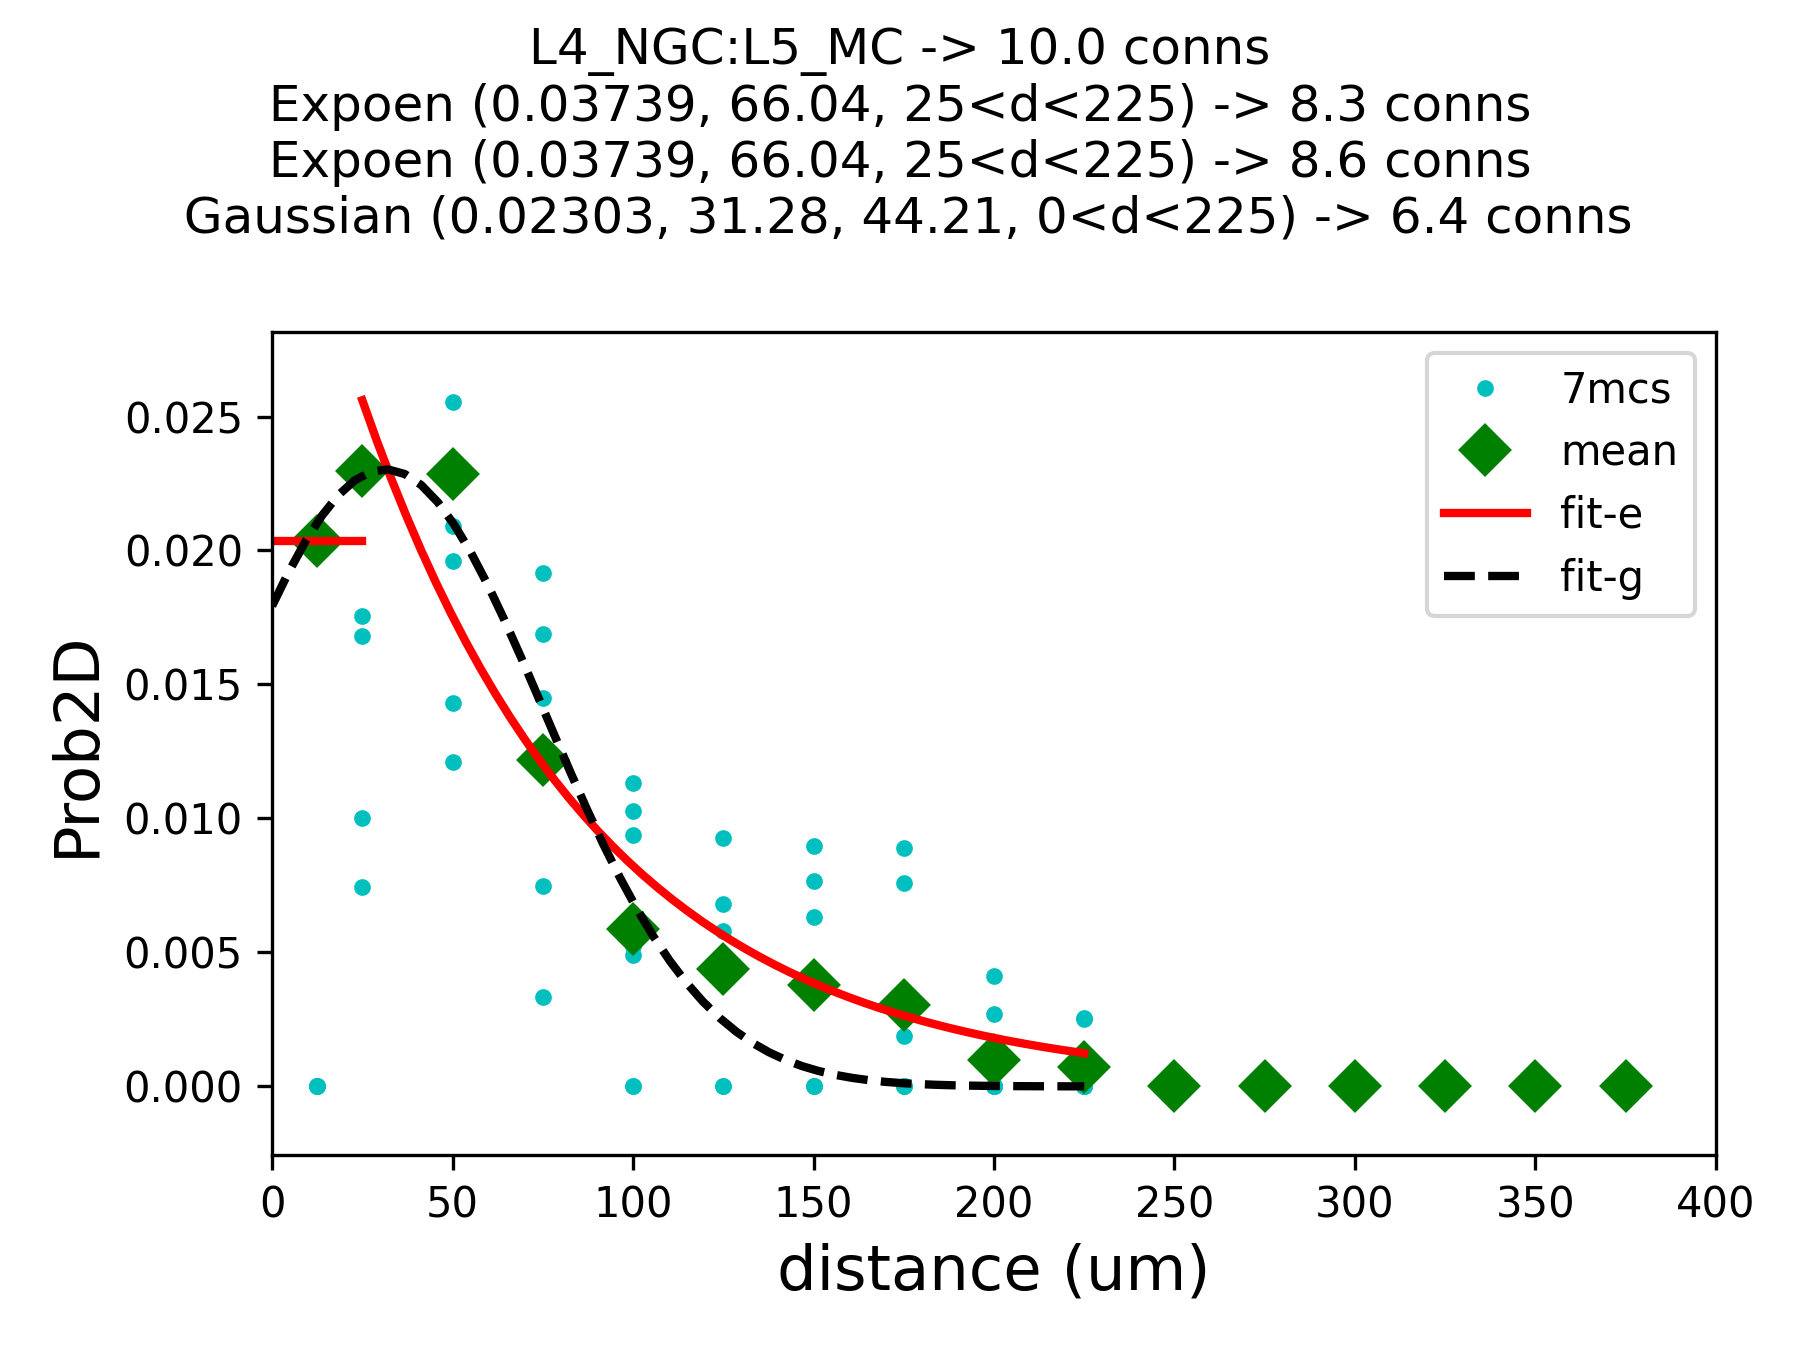 L4_NGC:L5_MC -> 10.0 conns
Expoen (0.03739, 66.04, 25<d<225) -> 8.3 conns
Expoen (0.03739, 66.04, 25<d<225) -> 8.6 conns
Gaussian (0.02303, 31.28, 44.21, 0<d<225) -> 6.4 conns
7mcs
mean
fit-e
fit-g
Prob2D
0.025
0.020
0.015
0.010
0.005
0.000
0 50 100 150 200 250 300 350 400
distance (um)